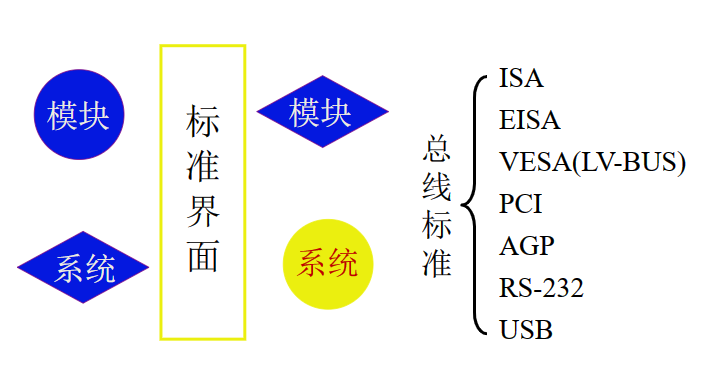 模块
系统
标准界面
模块
系统
总线标准
ISA
EISA
VESA(LV-BUS)
PCI
AGP
RS-232
USB